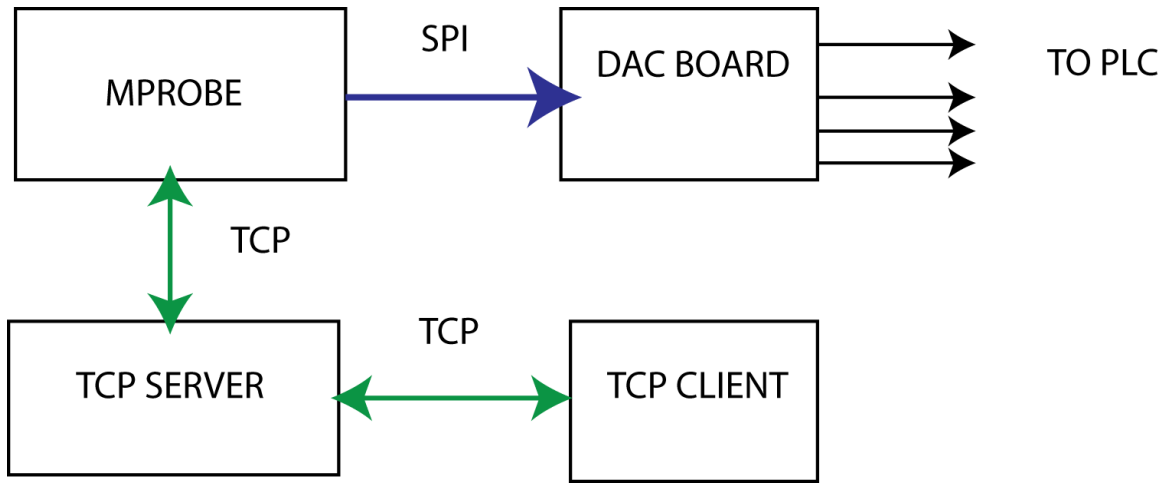 SPI
MPROBE
DAC BOARD
TO PLC
TCP
TCP
TCP SERVER
TCP CLIENT